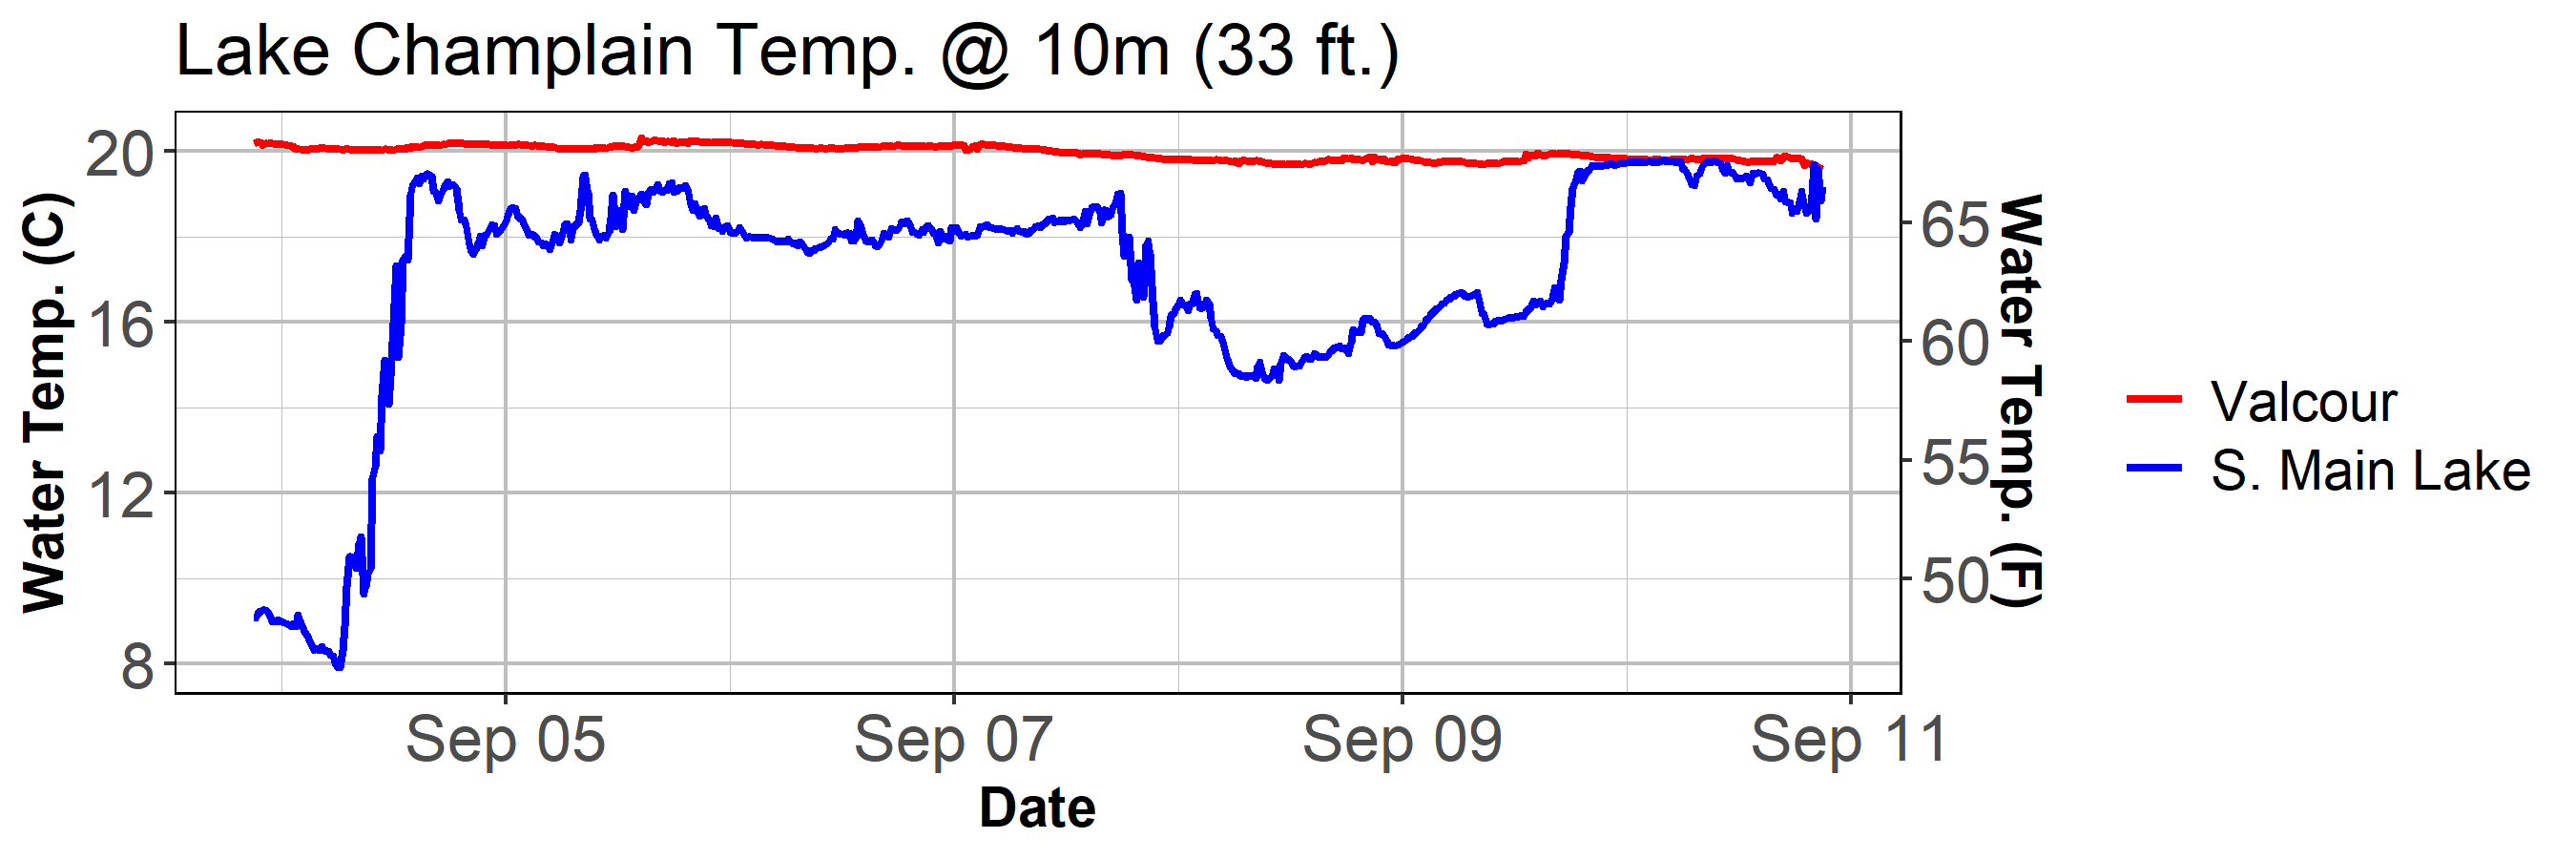 Lake Champlain Temp. @ 10m (33 ft.)
Water Temp. (C)
20
16
12
8
65
60
55
50
Water Temp. (F)
Sep 05
Sep 07
Sep 09
Sep 11
Date
Valcour
S. Main Lake